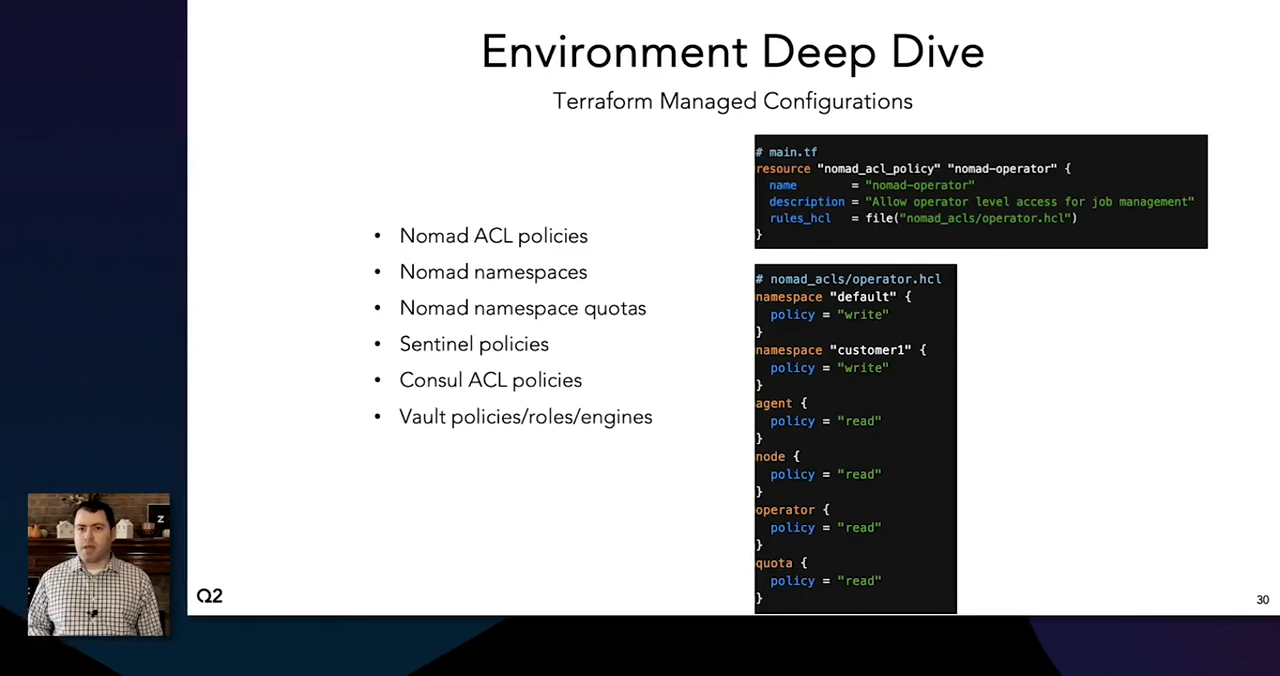 Environment Deep Dive
Terraform Managed Configurations
• Nomad ACL policies
• Nomad namespaces
• Nomad namespace quotas
• Sentinel policies
• Consul ACL policies
• Vault policies/roles/engines
# main.tf
resource "nomad_acl_policy" "nomad-operator" {
  name        = "nomad-operator"
  description = "Allow operator level access for job management"
  rules_hcl   = file("nomad_acls/operator.hcl")
}
# nomad_acls/operator.hcl
namespace "default" {
  policy = "write"
}
namespace "customer1" {
  policy = "write"
}
agent {
  policy = "read"
}
node {
  policy = "read"
}
operator {
  policy = "read"
}
quota {
  policy = "read"
}
Z
Q2
30